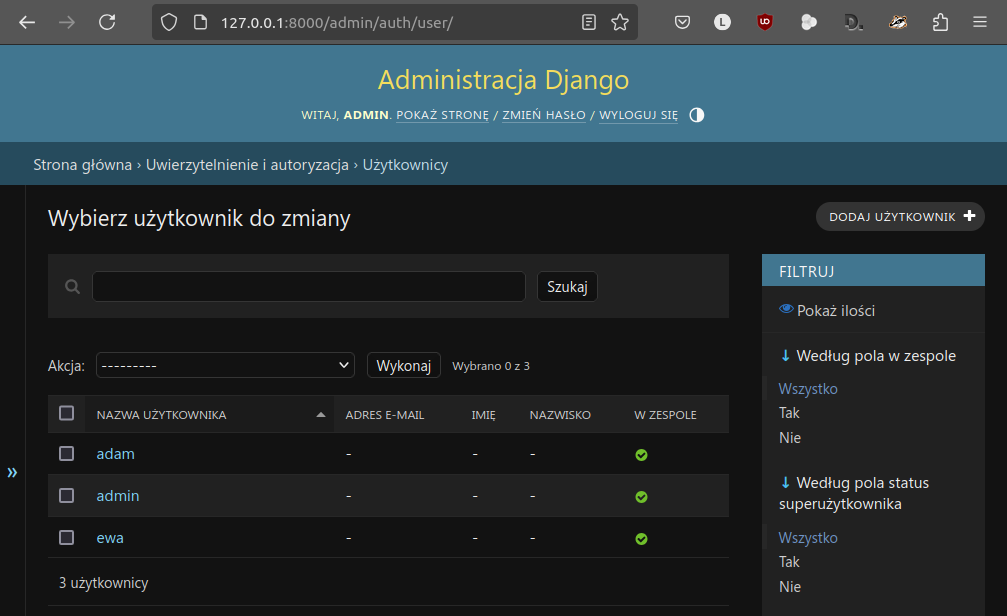 127.0.0.1:8000/admin/auth/user/
L
D.
Administracja Django
WITAJ, ADMIN. POKAŻ STRONĘ / ZMIEŃ HASŁO / WYLOGUJ SIĘ
Strona główna › Uwierzytelnienie i autoryzacja › Użytkownicy
Wybierz użytkownik do zmiany
DODAJ UŻYTKOWNIK
Szukaj
Akcja: --------- Wykonaj Wybrano 0 z 3
NAZWA UŻYTKOWNIKA ADRES E-MAIL IMIĘ NAZWISKO W ZESPOLE
adam - - -
admin - - -
ewa - - -
3 użytkownicy
FILTRUJ
Pokaż ilości
↓ Według pola w zespole
Wszystko
Tak
Nie
↓ Według pola status
superużytkownika
Wszystko
Tak
Nie